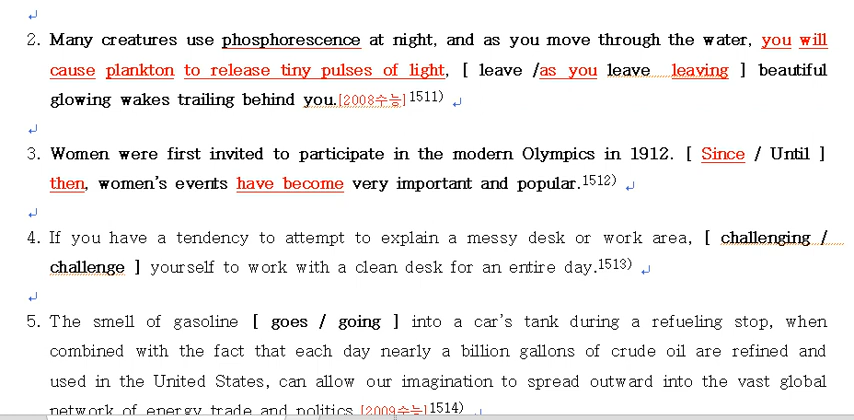 2. Many creatures use phosphorescence at night, and as you move through the water, you will
cause plankton to release tiny pulses of light, [ leave /as you leave leaving ] beautiful
glowing wakes trailing behind you.[2008수능]1511)
3. Women were first invited to participate in the modern Olympics in 1912. [ Since / Until ]
then, women's events have become very important and popular.1512)
4. If you have a tendency to attempt to explain a messy desk or work area, [ challenging /
challenge ] yourself to work with a clean desk for an entire day.1513)
5. The smell of gasoline [ goes / going ] into a car's tank during a refueling stop, when
combined with the fact that each day nearly a billion gallons of crude oil are refined and
used in the United States, can allow our imagination to spread outward into the vast global
network of energy trade and politics.[2009수능]1514)